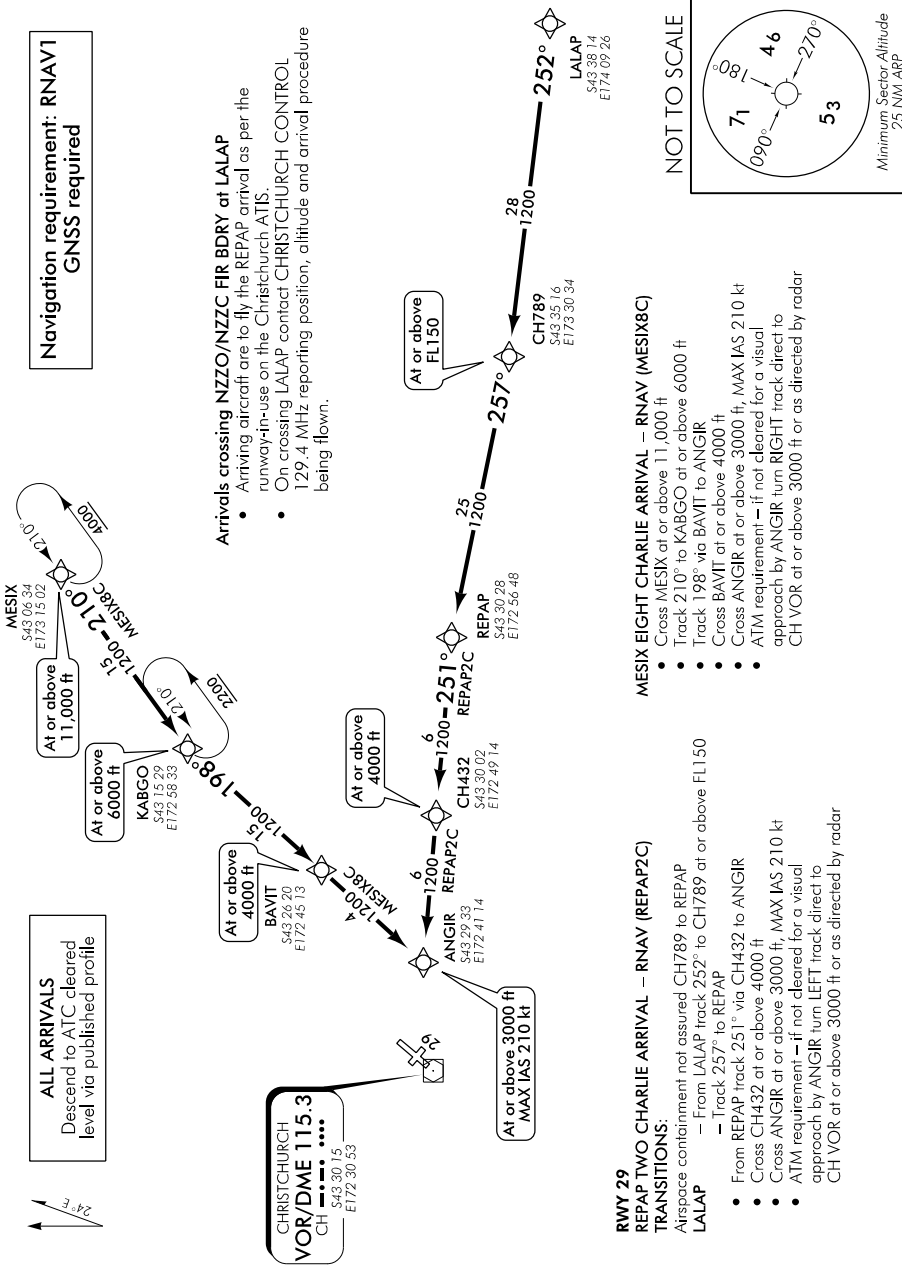 24° E
ALL ARRIVALS
Descend to ATC cleared
level via published profile
Navigation requirement: RNAV1
GNSS required
MESIX
S43 06 34
E173 15 02
210°
4000
At or above
11,000 ft
15
1200
210°
MESIX8C
At or above
6000 ft
KABGO
S43 15 29
E172 58 33
210°
2200
198°
15
1200
At or above
4000 ft
BAVIT
S43 26 20
E172 45 13
4
1200
MESIX8C
ANGIR
S43 29 33
E172 41 14
At or above 3000 ft
MAX IAS 210 kt
CHRISTCHURCH
VOR/DME 115.3
CH
S43 30 15
E172 30 53
29
Arrivals crossing NZZO/NZZC FIR BDRY at LALAP
• Arriving aircraft are to fly the REPAP arrival as per the
runway-in-use on the Christchurch ATIS.
• On crossing LALAP contact CHRISTCHURCH CONTROL
129.4 MHz reporting position, altitude and arrival procedure
being flown.
At or above
4000 ft
6
1200
REPAP2C
CH432
S43 30 02
E172 49 14
6
1200
251°
REPAP2C
REPAP
S43 30 28
E172 56 48
25
1200
257°
At or above
FL150
CH789
S43 35 16
E173 30 34
28
1200
252°
LALAP
S43 38 14
E174 09 26
RWY 29
REPAP TWO CHARLIE ARRIVAL – RNAV (REPAP2C)
TRANSITIONS:
Airspace containment not assured CH789 to REPAP
LALAP – From LALAP track 252° to CH789 at or above FL150
– Track 257° to REPAP
• From REPAP track 251° via CH432 to ANGIR
• Cross CH432 at or above 4000 ft
• Cross ANGIR at or above 3000 ft, MAX IAS 210 kt
• ATM requirement – if not cleared for a visual
approach by ANGIR turn LEFT track direct to
CH VOR at or above 3000 ft or as directed by radar
MESIX EIGHT CHARLIE ARRIVAL – RNAV (MESIX8C)
• Cross MESIX at or above 11,000 ft
• Track 210° to KABGO at or above 6000 ft
• Track 198° via BAVIT to ANGIR
• Cross BAVIT at or above 4000 ft
• Cross ANGIR at or above 3000 ft, MAX IAS 210 kt
• ATM requirement – if not cleared for a visual
approach by ANGIR turn RIGHT track direct to
CH VOR at or above 3000 ft or as directed by radar
NOT TO SCALE
180°
090°
270°
71
46
53
Minimum Sector Altitude
25 NM ARP